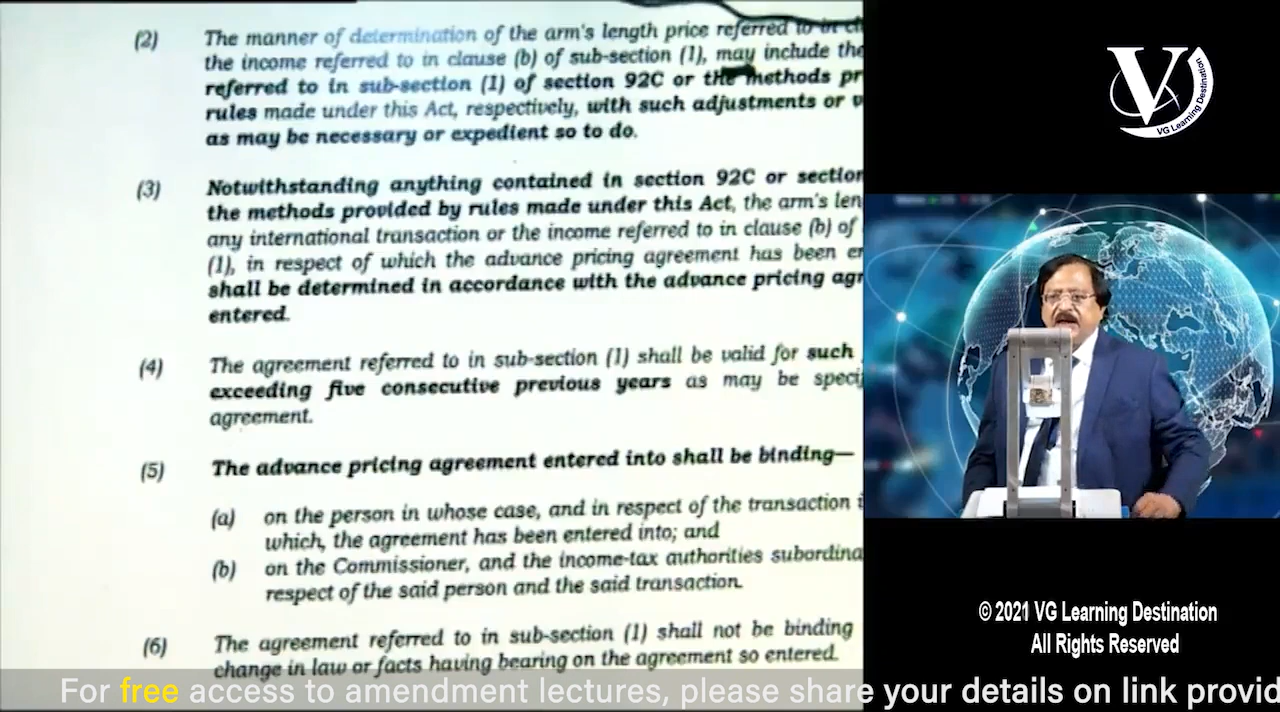 (2) The manner of determination of the arm's length price referred to in
the income referred to in clause (b) of sub-section (1), may include the
referred to in sub-section (1) of section 92C or the methods
rules made under this Act, respectively, with such adjustments or
as may be necessary or expedient so to do.
(3) Notwithstanding anything contained in section 92C or section
the methods provided by rules made under this Act, the arm's
any international transaction or the income referred to in clause (b) of
(1), in respect of which the advance pricing agreement has been
shall be determined in accordance with the advance pricing
entered.
(4) The agreement referred to in sub-section (1) shall be valid for such
exceeding five consecutive previous years as may be
agreement.
(5) The advance pricing agreement entered into shall be binding—
(a) on the person in whose case, and in respect of the transaction
which, the agreement has been entered into; and
(b) on the Commissioner, and the income-tax authorities
respect of the said person and the said transaction.
(6) The agreement referred to in sub-section (1) shall not be binding
change in law or facts having bearing on the agreement so entered.
V
VG Learning Destination
© 2021 VG Learning Destination
All Rights Reserved
For free access to amendment lectures, please share your details on link